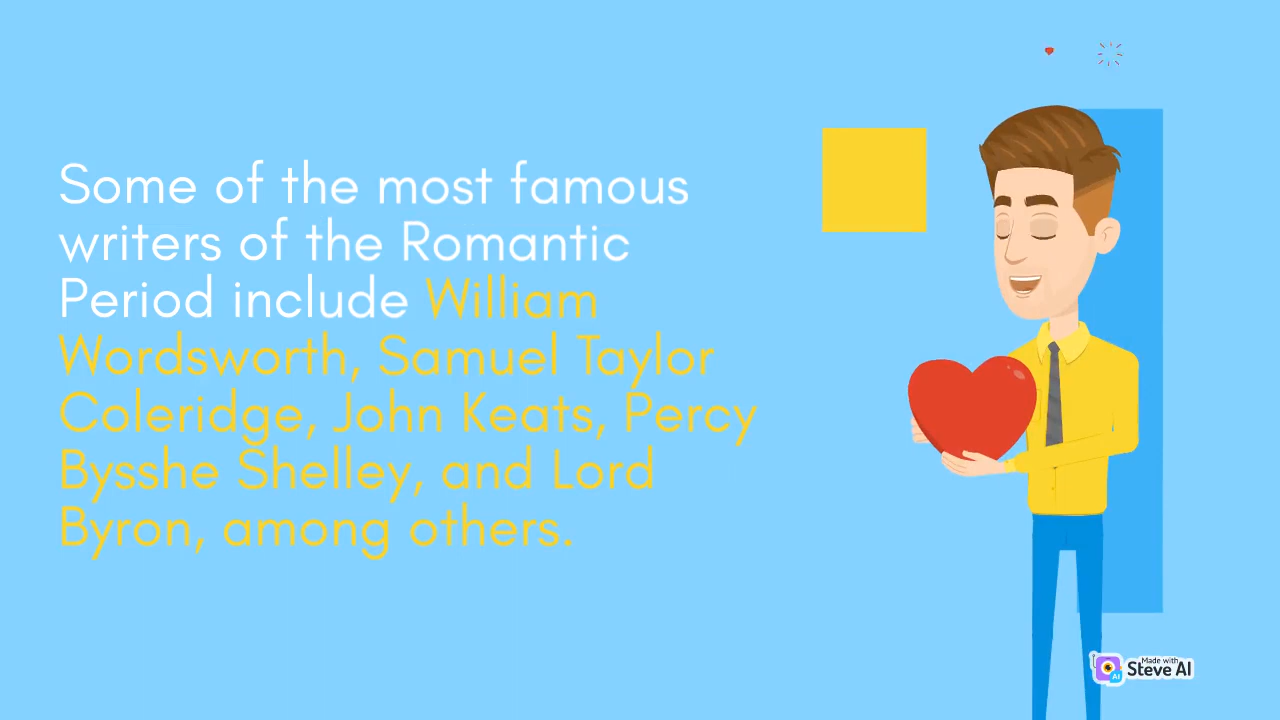 Some of the most famous
writers of the Romantic
Period include William
Wordsworth, Samuel Taylor
Coleridge, John Keats, Percy
Bysshe Shelley, and Lord
Byron, among others.
Made with
Steve AI
AI